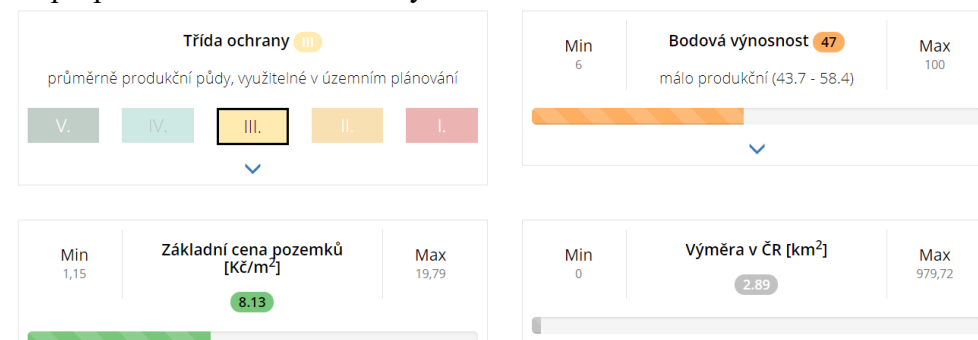 Třída ochrany III
průměrně produkční půdy, využitelné v územním plánování
V. IV. III. II. I.
Min
6
Bodová výnosnost 47
málo produkční (43.7 - 58.4)
Max
100
Min
1,15
Základní cena pozemků
[Kč/m²]
8.13
Max
19,79
Min
0
Výměra v ČR [km²]
2.89
Max
979,72